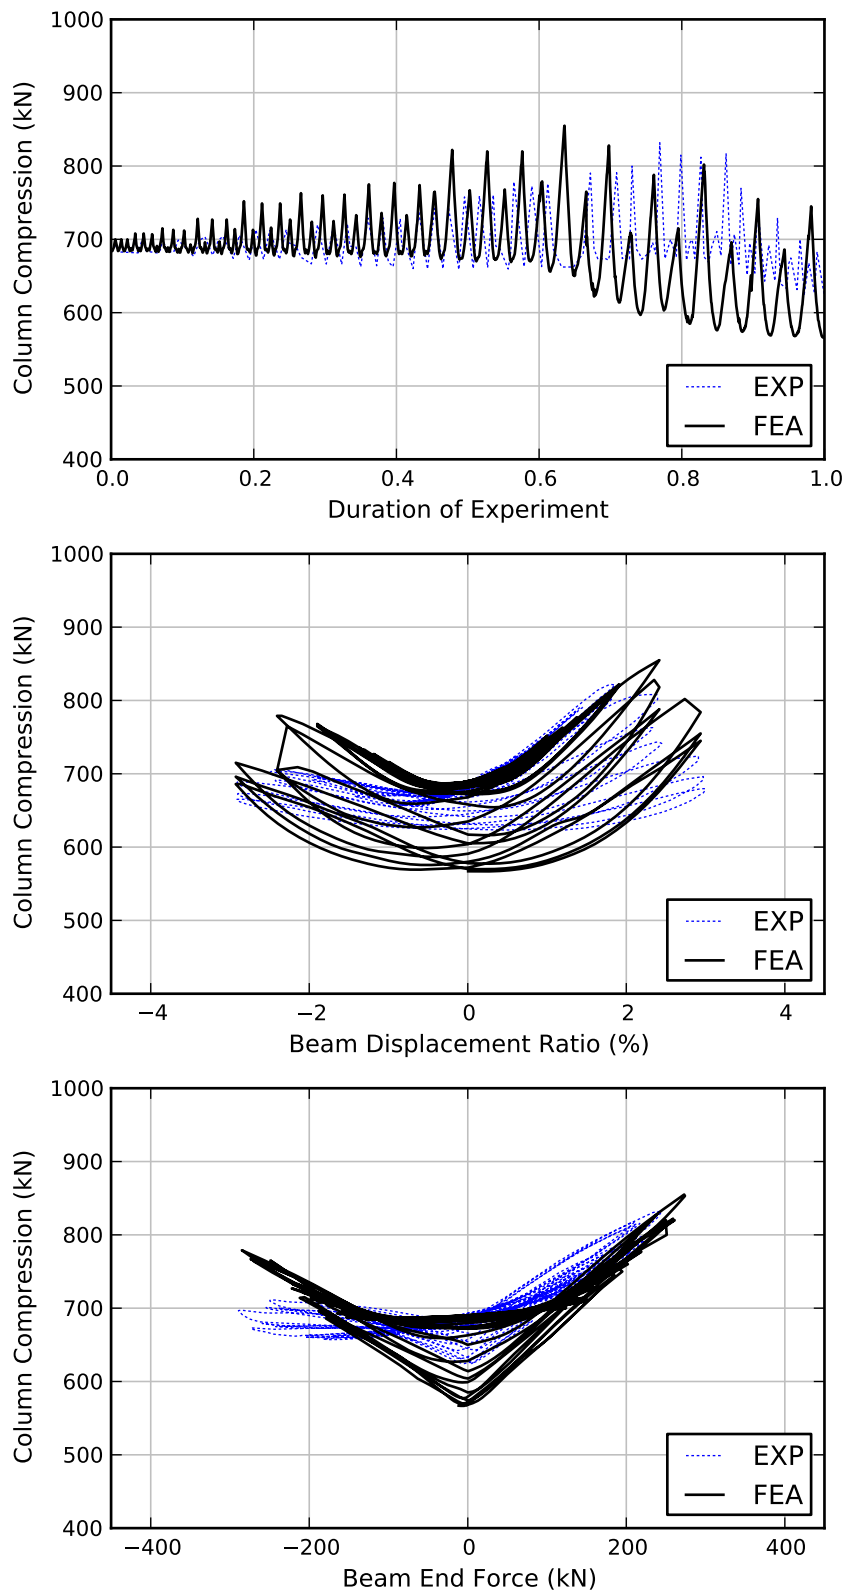 1000
900
800
700
600
500
400
Column Compression (kN)
0.0 0.2 0.4 0.6 0.8 1.0
Duration of Experiment
EXP
FEA
1000
900
800
700
600
500
400
Column Compression (kN)
−4 −2 0 2 4
Beam Displacement Ratio (%)
EXP
FEA
1000
900
800
700
600
500
400
Column Compression (kN)
−400 −200 0 200 400
Beam End Force (kN)
EXP
FEA